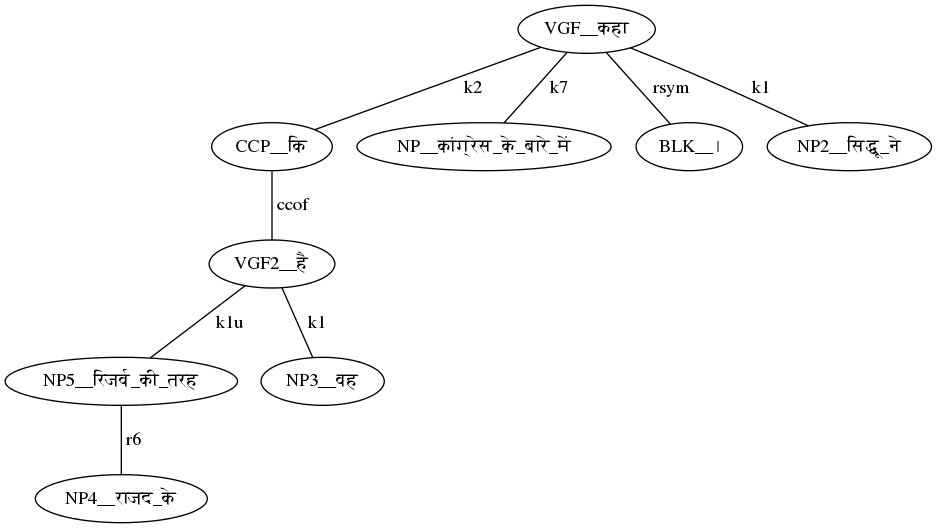 VGF__कहा
k2
k7
rsym
k1
CCP__कि
NP__कांग्रेस_के_बारे_में
BLK__।
NP2__सिद्धू_ने
ccof
VGF2__है
k1u
k1
NP5__रिजर्व_की_तरह
NP3__वह
r6
NP4__राजद_के